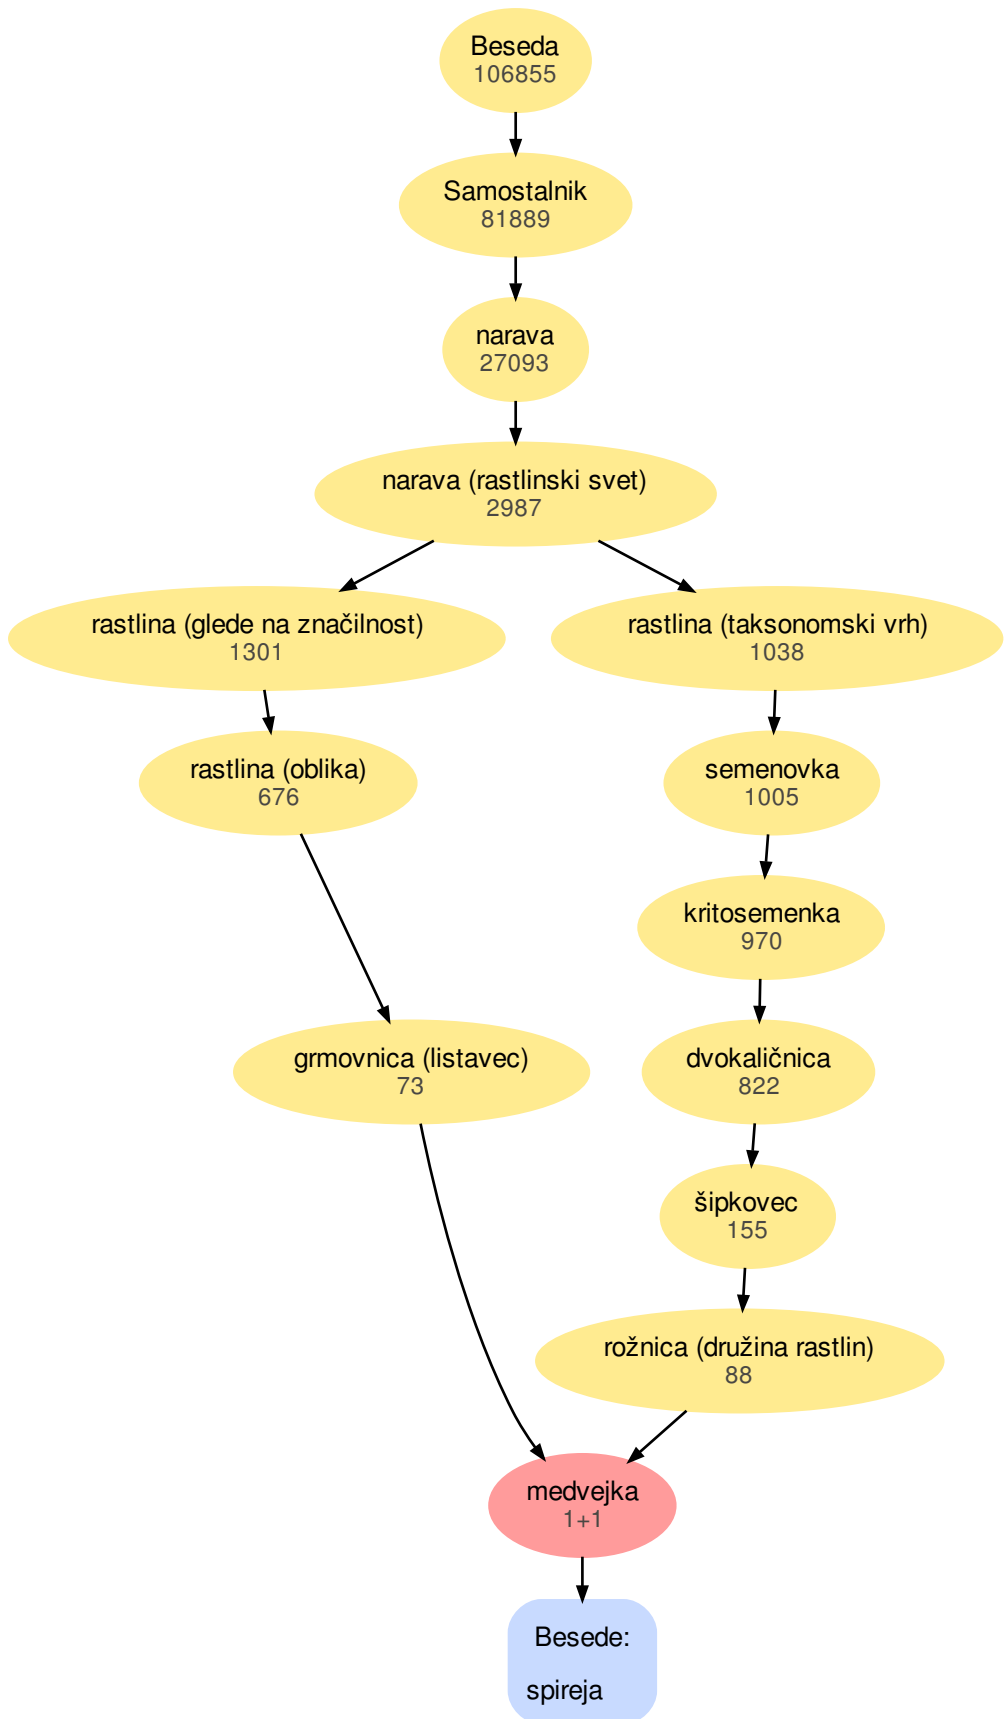 Beseda
106855
Samostalnik
81889
narava
27093
narava (rastlinski svet)
2987
rastlina (glede na značilnost)
1301
rastlina (taksonomski vrh)
1038
rastlina (oblika)
676
semenovka
1005
kritosemenka
970
grmovnica (listavec)
73
dvokaličnica
822
šipkovec
155
rožnica (družina rastlin)
88
medvejka
1+1
Besede:
spireja